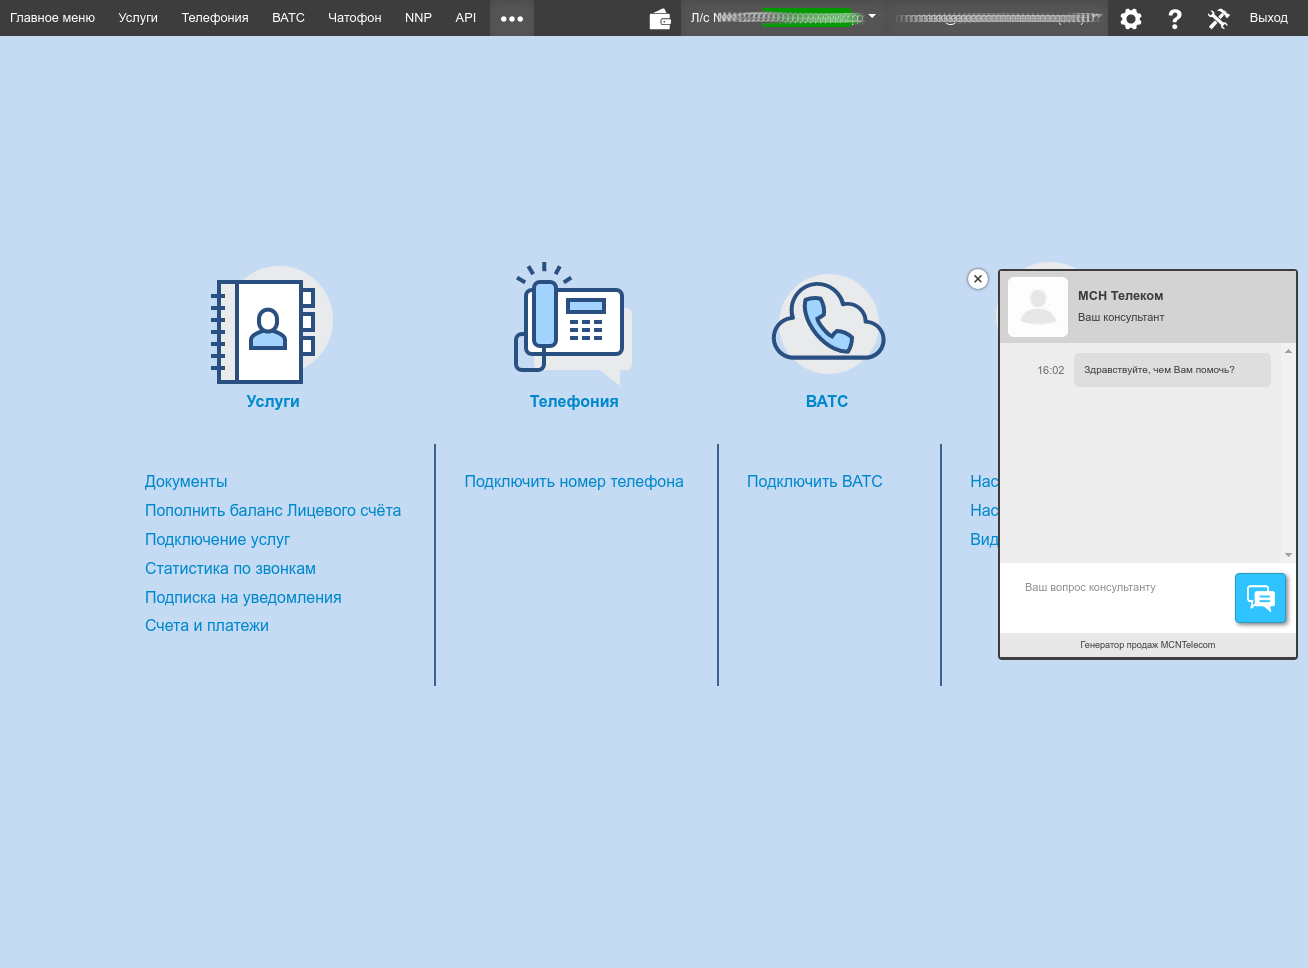 Главное меню Услуги Телефония ВАТС Чатофон NNP API Л/с № Выход
МСН Телеком
Ваш консультант
16:02 Здравствуйте, чем Вам помочь?
Ваш вопрос консультанту
Генератор продаж MCNTelecom
Услуги
Документы
Пополнить баланс Лицевого счёта
Подключение услуг
Статистика по звонкам
Подписка на уведомления
Счета и платежи
Телефония
Подключить номер телефона
ВАТС
Подключить ВАТС
Нас
Нас
Вид